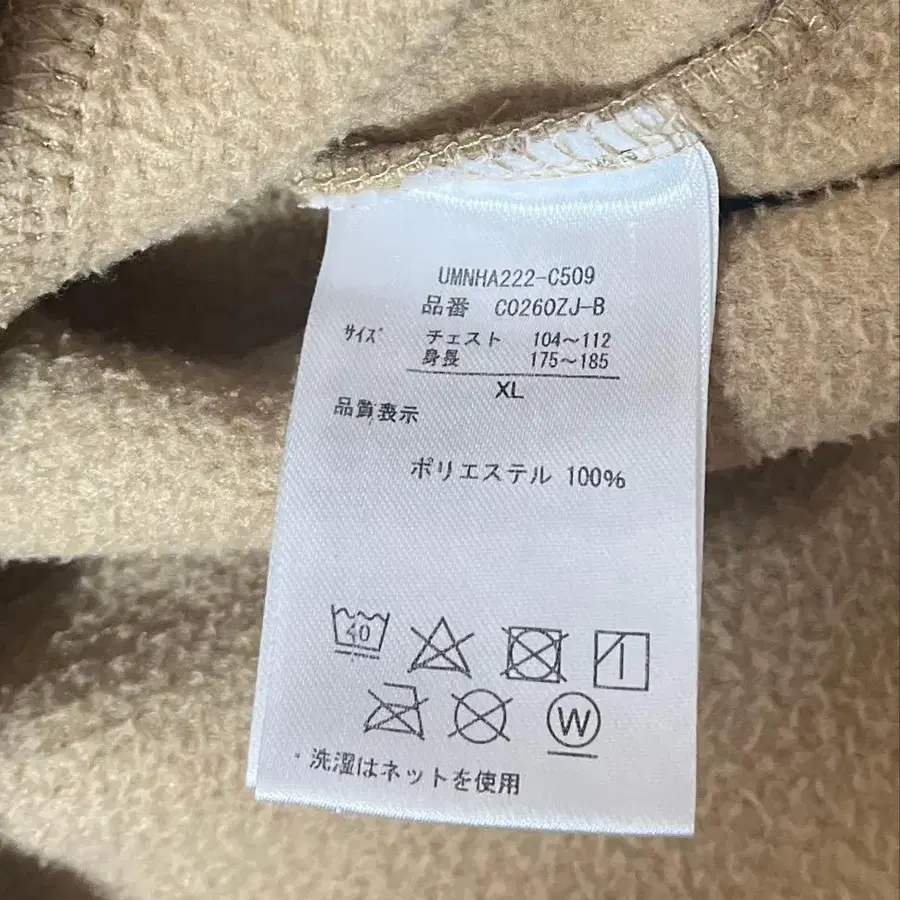 UMNHA222-C509
品番 C0260ZJ-B
サイズ チェスト 104～112
身長 175～185
XL
品質表示
ポリエステル 100%
40
W
・洗濯はネットを使用